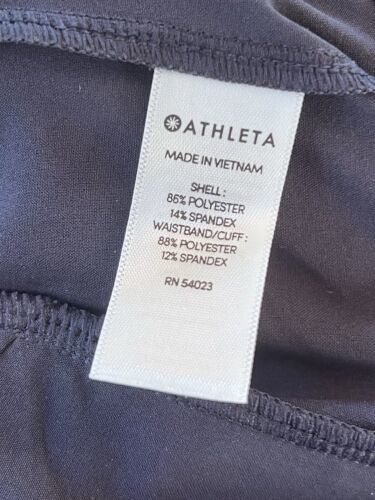 ATHLETA
MADE IN VIETNAM
SHELL :
86% POLYESTER
14% SPANDEX
WAISTBAND/CUFF :
88% POLYESTER
12% SPANDEX
RN 54023